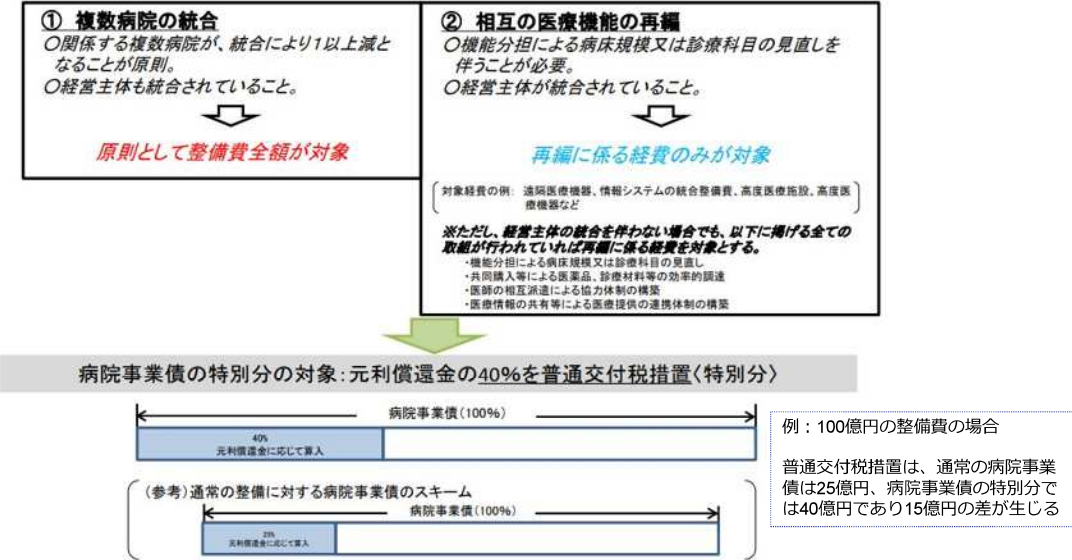 ① 複数病院の統合
○関係する複数病院が、統合により1以上減と
なることが原則。
○経営主体も統合されていること。
原則として整備費全額が対象
② 相互の医療機能の再編
○機能分担による病床規模又は診療科目の見直しを
伴うことが必要。
○経営主体が統合されていること。
再編に係る経費のみが対象
対象経費の例: 遠隔医療機器、情報システムの統合整備費、高度医療施設、高度医
療機器など
※ただし、経営主体の統合を伴わない場合でも、以下に掲げる全ての
取組が行われていれば再編に係る経費を対象とする。
・機能分担による病床規模又は診療科目の見直し
・共同購入等による医薬品、診療材料等の効率的調達
・医師の相互派遣による協力体制の構築
・医療情報の共有等による医療提供の連携体制の構築
病院事業債の特別分の対象:元利償還金の40%を普通交付税措置〈特別分〉
病院事業債(100%)
40%
元利償還金に応じて算入
(参考)通常の整備に対する病院事業債のスキーム
病院事業債(100%)
25%
元利償還金に応じて算入
例：100億円の整備費の場合
普通交付税措置は、通常の病院事業
債は25億円、病院事業債の特別分で
は40億円であり15億円の差が生じる